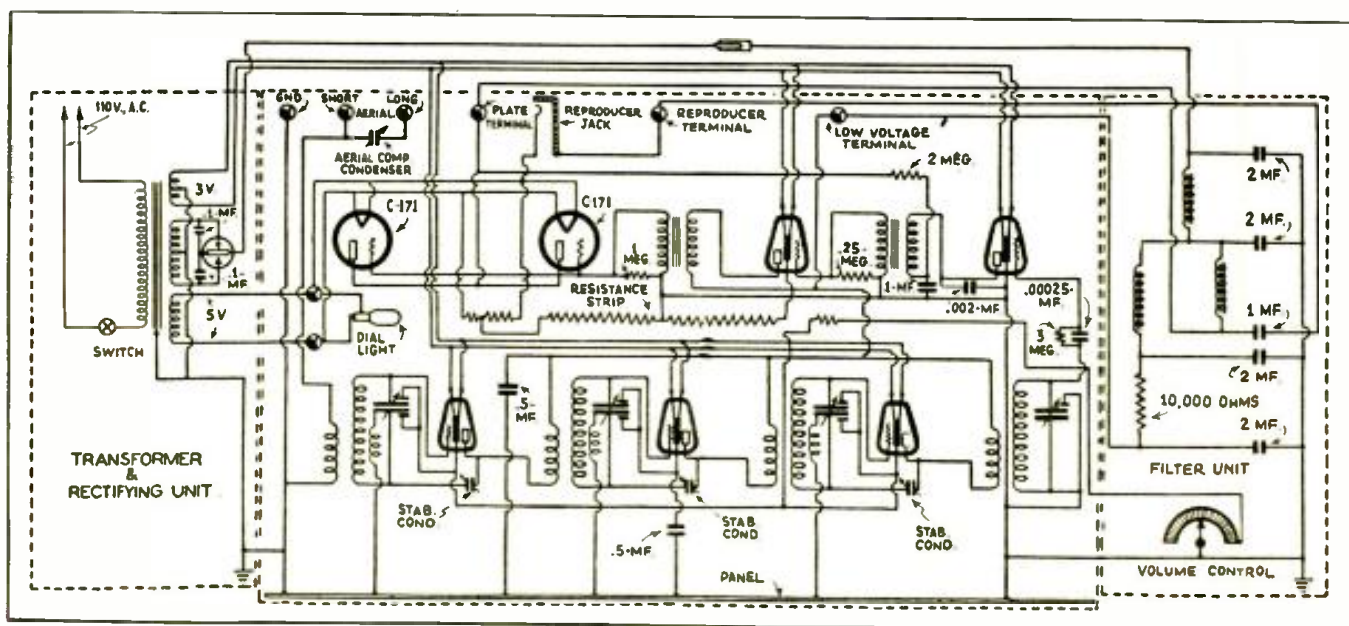 110V., A.C.
GND
SHORT
AERIAL
LONG
AERIAL COMP
CONDENSER
PLATE
TERMINAL
REPRODUCER
JACK
REPRODUCER
TERMINAL
LOW VOLTAGE
TERMINAL
2 MEG.
2 MF.
3 V
.1-MF.
C-171
C-171
2 MF.
.1-
MF.
.1
MEG.
.25-
MEG.
RESISTANCE
STRIP
1-MF.
.002-MF
.00025-
MF.
5 V
SWITCH
DIAL
LIGHT
3
MEG.
1 MF.
2 MF.
.5-
MF.
10,000 OHMS
2 MF.
TRANSFORMER
&
RECTIFYING UNIT
FILTER UNIT
STAB.
COND
STAB
COND
STAB
COND
.5-MF.
PANEL
VOLUME CONTROL